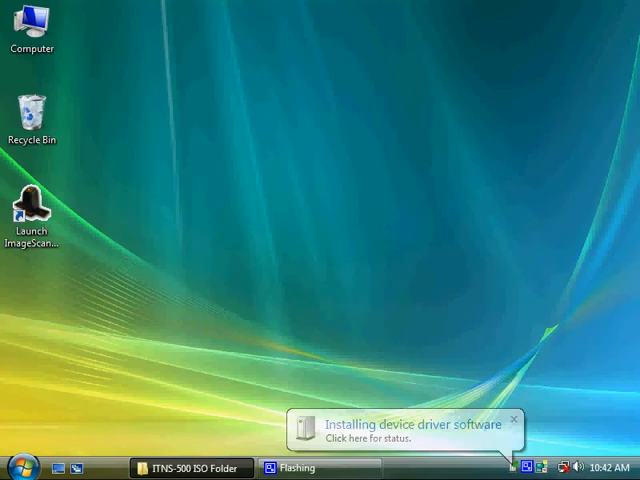 Computer
Recycle Bin
Launch
ImageScan...
Installing device driver software
Click here for status.
ITNS-500 ISO Folder
Flashing
10:42 AM